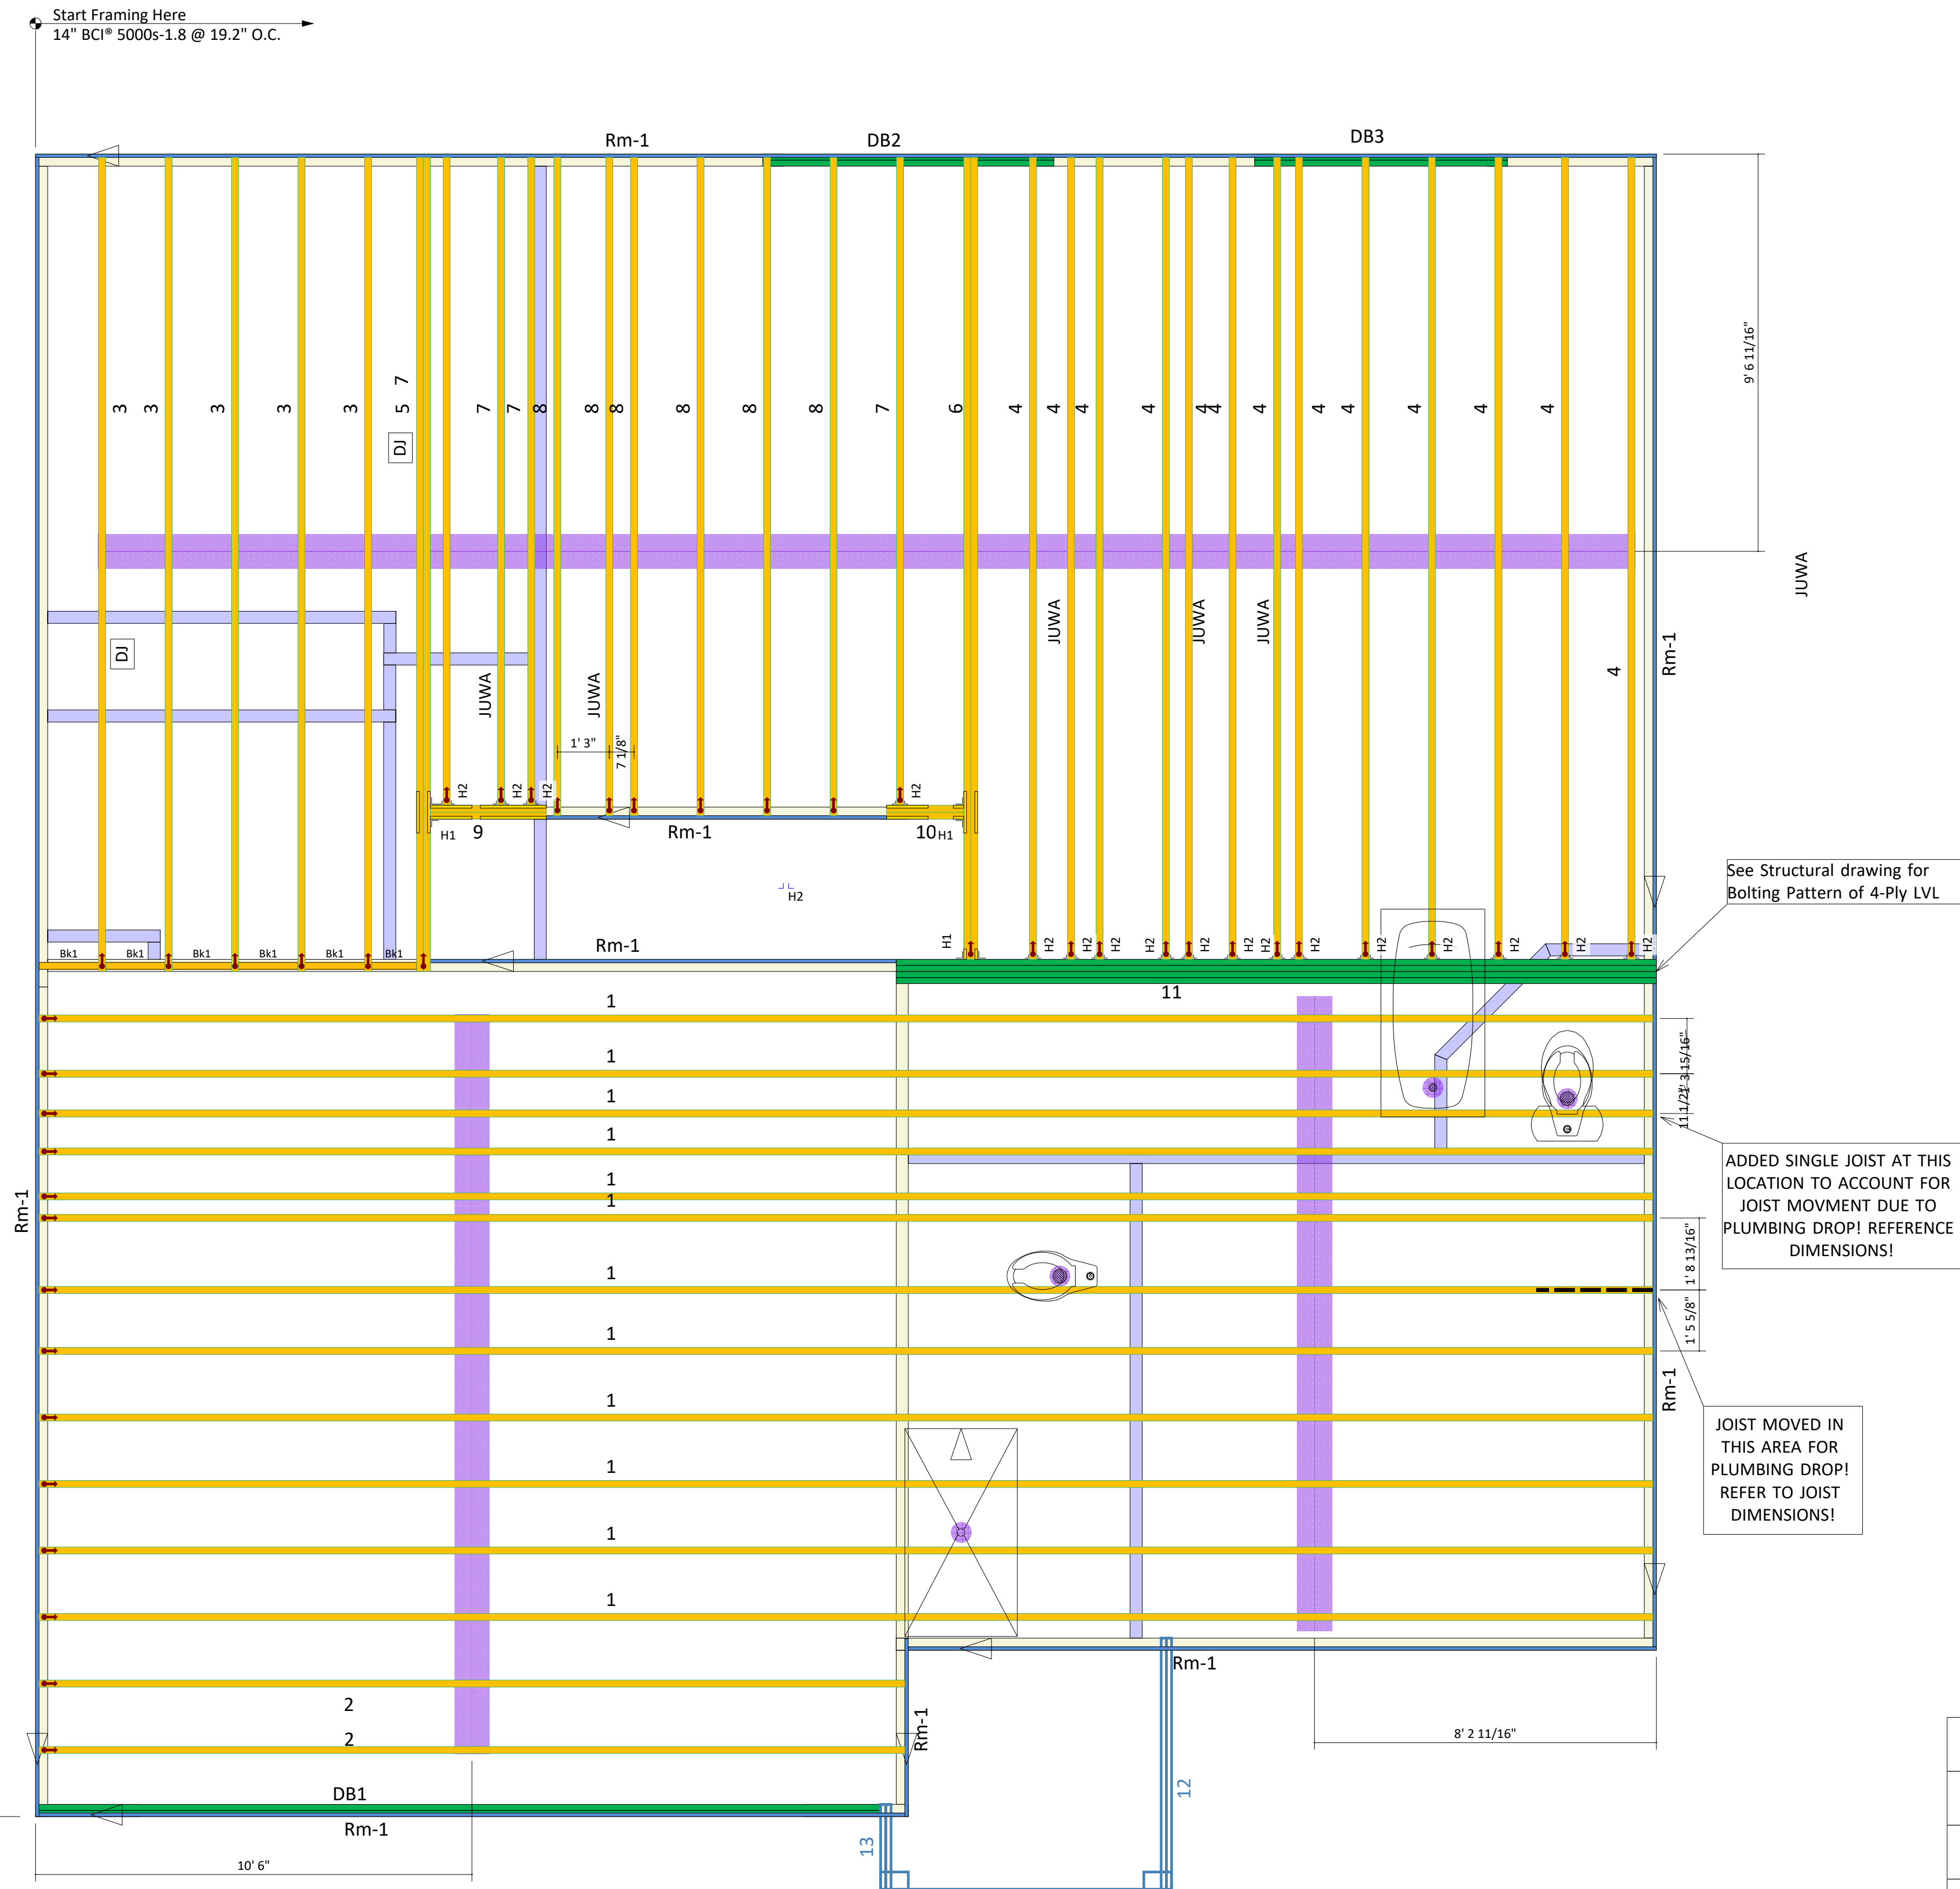 Start Framing Here
14" BCI® 5000s-1.8 @ 19.2" O.C.
Rm-1
DB2
DB3
9' 6 11/16"
3
3
3
3
3
5
7
7
7
8
8
8
8
8
8
7
6
4
4
4
4
4
4
4
4
4
4
4
4
DJ
DJ
JUWA
JUWA
JUWA
JUWA
JUWA
JUWA
Rm-1
4
1' 3"
7 1/8"
H2
H2
H2
H2
H1
9
Rm-1
10
H1
H2
See Structural drawing for
Bolting Pattern of 4-Ply LVL
Bk1
Bk1
Bk1
Bk1
Bk1
Bk1
Rm-1
H1
H2
H2
H2
H2
H2
H2
H2
H2
H2
H2
H2
H2
H2
11
1
1
1
1
1
1
1
1
1
1
1
1
1' 3 15/16"
11 1/2"
ADDED SINGLE JOIST AT THIS
LOCATION TO ACCOUNT FOR
JOIST MOVMENT DUE TO
PLUMBING DROP! REFERENCE
DIMENSIONS!
Rm-1
1' 8 13/16"
1' 5 5/8"
Rm-1
JOIST MOVED IN
THIS AREA FOR
PLUMBING DROP!
REFER TO JOIST
DIMENSIONS!
Rm-1
2
2
Rm-1
8' 2 11/16"
DB1
Rm-1
12
13
10' 6"